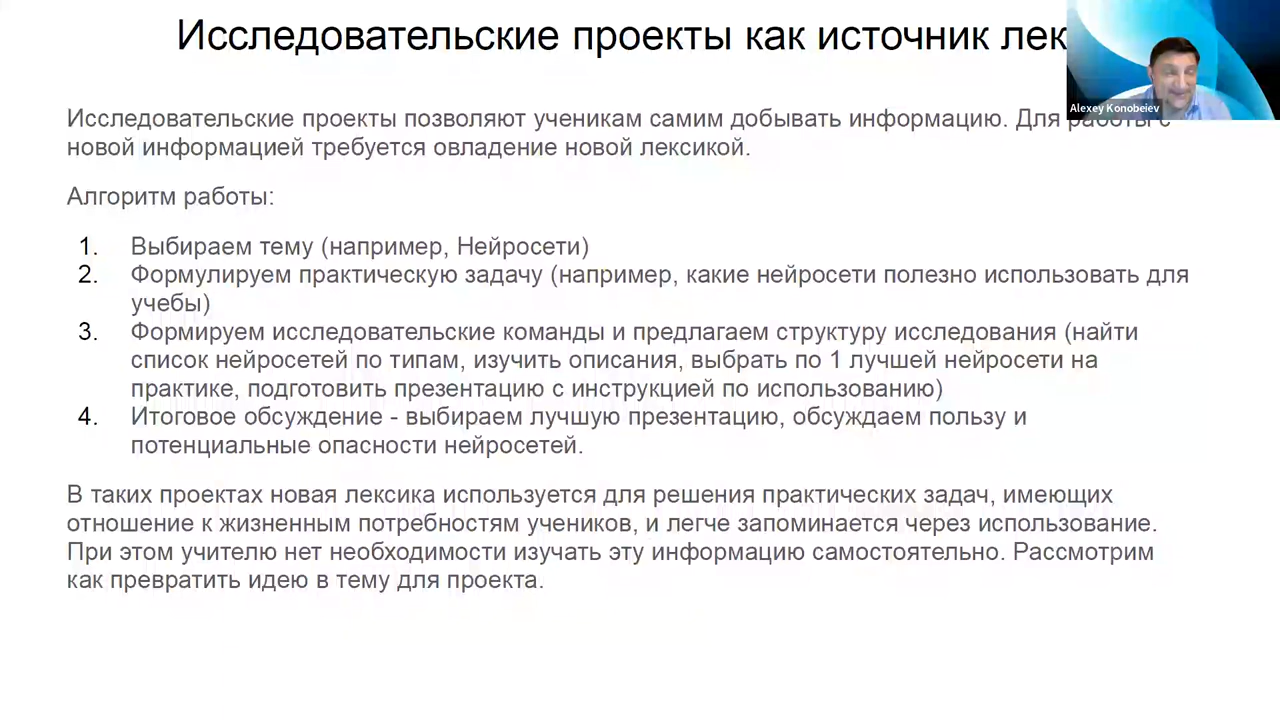 Исследовательские проекты как источник лек
Alexey Konobeiev
Исследовательские проекты позволяют ученикам самим добывать информацию. Для работы с
новой информацией требуется овладение новой лексикой.
Алгоритм работы:
1. Выбираем тему (например, Нейросети)
2. Формулируем практическую задачу (например, какие нейросети полезно использовать для
учебы)
3. Формируем исследовательские команды и предлагаем структуру исследования (найти
список нейросетей по типам, изучить описания, выбрать по 1 лучшей нейросети на
практике, подготовить презентацию с инструкцией по использованию)
4. Итоговое обсуждение - выбираем лучшую презентацию, обсуждаем пользу и
потенциальные опасности нейросетей.
В таких проектах новая лексика используется для решения практических задач, имеющих
отношение к жизненным потребностям учеников, и легче запоминается через использование.
При этом учителю нет необходимости изучать эту информацию самостоятельно. Рассмотрим
как превратить идею в тему для проекта.